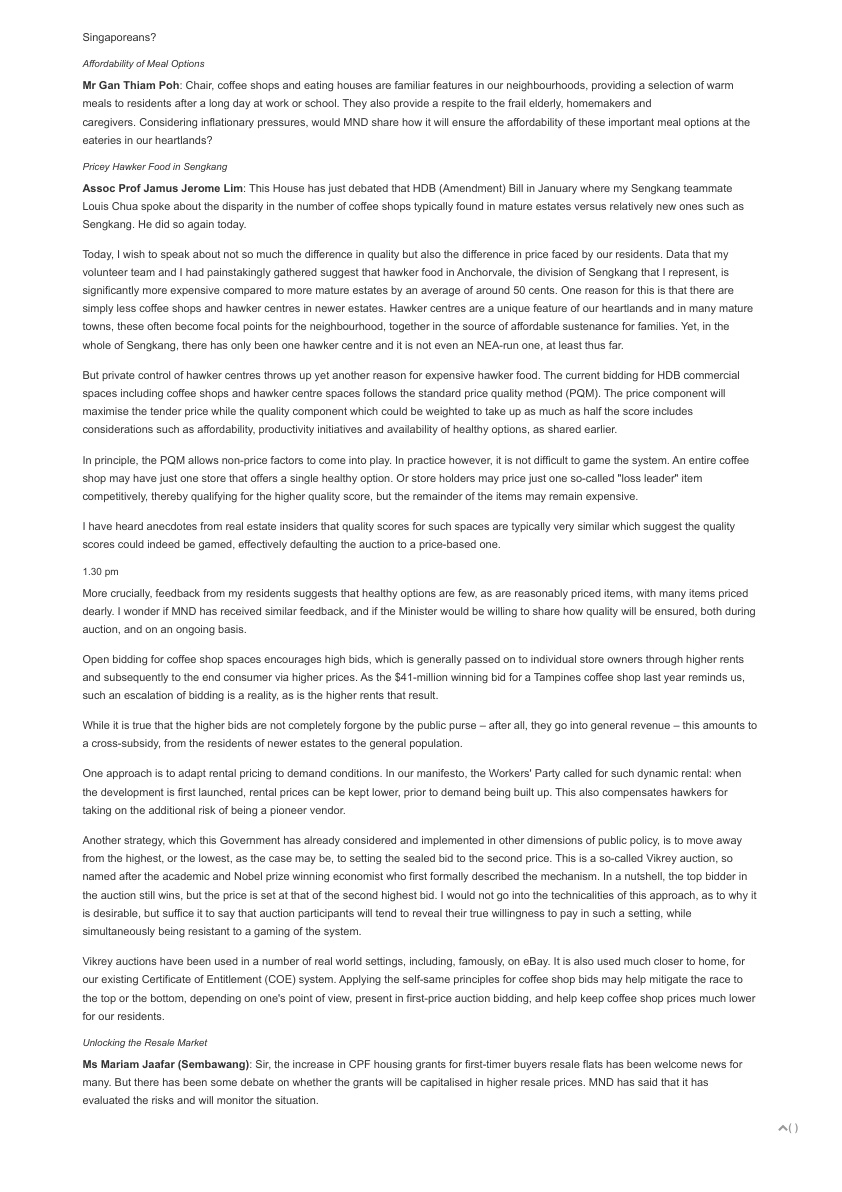 Singaporeans?
Affordability of Meal Options
Mr Gan Thiam Poh: Chair, coffee shops and eating houses are familiar features in our neighbourhoods, providing a selection of warm
meals to residents after a long day at work or school. They also provide a respite to the frail elderly, homemakers and
caregivers. Considering inflationary pressures, would MND share how it will ensure the affordability of these important meal options at the
eateries in our heartlands?
Pricey Hawker Food in Sengkang
Assoc Prof Jamus Jerome Lim: This House has just debated that HDB (Amendment) Bill in January where my Sengkang teammate
Louis Chua spoke about the disparity in the number of coffee shops typically found in mature estates versus relatively new ones such as
Sengkang. He did so again today.
Today, I wish to speak about not so much the difference in quality but also the difference in price faced by our residents. Data that my
volunteer team and I had painstakingly gathered suggest that hawker food in Anchorvale, the division of Sengkang that I represent, is
significantly more expensive compared to more mature estates by an average of around 50 cents. One reason for this is that there are
simply less coffee shops and hawker centres in newer estates. Hawker centres are a unique feature of our heartlands and in many mature
towns, these often become focal points for the neighbourhood, together in the source of affordable sustenance for families. Yet, in the
whole of Sengkang, there has only been one hawker centre and it is not even an NEA-run one, at least thus far.
But private control of hawker centres throws up yet another reason for expensive hawker food. The current bidding for HDB commercial
spaces including coffee shops and hawker centre spaces follows the standard price quality method (PQM). The price component will
maximise the tender price while the quality component which could be weighted to take up as much as half the score includes
considerations such as affordability, productivity initiatives and availability of healthy options, as shared earlier.
In principle, the PQM allows non-price factors to come into play. In practice however, it is not difficult to game the system. An entire coffee
shop may have just one store that offers a single healthy option. Or store holders may price just one so-called "loss leader" item
competitively, thereby qualifying for the higher quality score, but the remainder of the items may remain expensive.
I have heard anecdotes from real estate insiders that quality scores for such spaces are typically very similar which suggest the quality
scores could indeed be gamed, effectively defaulting the auction to a price-based one.
1.30 pm
More crucially, feedback from my residents suggests that healthy options are few, as are reasonably priced items, with many items priced
dearly. I wonder if MND has received similar feedback, and if the Minister would be willing to share how quality will be ensured, both during
auction, and on an ongoing basis.
Open bidding for coffee shop spaces encourages high bids, which is generally passed on to individual store owners through higher rents
and subsequently to the end consumer via higher prices. As the $41-million winning bid for a Tampines coffee shop last year reminds us,
such an escalation of bidding is a reality, as is the higher rents that result.
While it is true that the higher bids are not completely forgone by the public purse – after all, they go into general revenue – this amounts to
a cross-subsidy, from the residents of newer estates to the general population.
One approach is to adapt rental pricing to demand conditions. In our manifesto, the Workers' Party called for such dynamic rental: when
the development is first launched, rental prices can be kept lower, prior to demand being built up. This also compensates hawkers for
taking on the additional risk of being a pioneer vendor.
Another strategy, which this Government has already considered and implemented in other dimensions of public policy, is to move away
from the highest, or the lowest, as the case may be, to setting the sealed bid to the second price. This is a so-called Vikrey auction, so
named after the academic and Nobel prize winning economist who first formally described the mechanism. In a nutshell, the top bidder in
the auction still wins, but the price is set at that of the second highest bid. I would not go into the technicalities of this approach, as to why it
is desirable, but suffice it to say that auction participants will tend to reveal their true willingness to pay in such a setting, while
simultaneously being resistant to a gaming of the system.
Vikrey auctions have been used in a number of real world settings, including, famously, on eBay. It is also used much closer to home, for
our existing Certificate of Entitlement (COE) system. Applying the self-same principles for coffee shop bids may help mitigate the race to
the top or the bottom, depending on one's point of view, present in first-price auction bidding, and help keep coffee shop prices much lower
for our residents.
Unlocking the Resale Market
Ms Mariam Jaafar (Sembawang): Sir, the increase in CPF housing grants for first-timer buyers resale flats has been welcome news for
many. But there has been some debate on whether the grants will be capitalised in higher resale prices. MND has said that it has
evaluated the risks and will monitor the situation.
( )